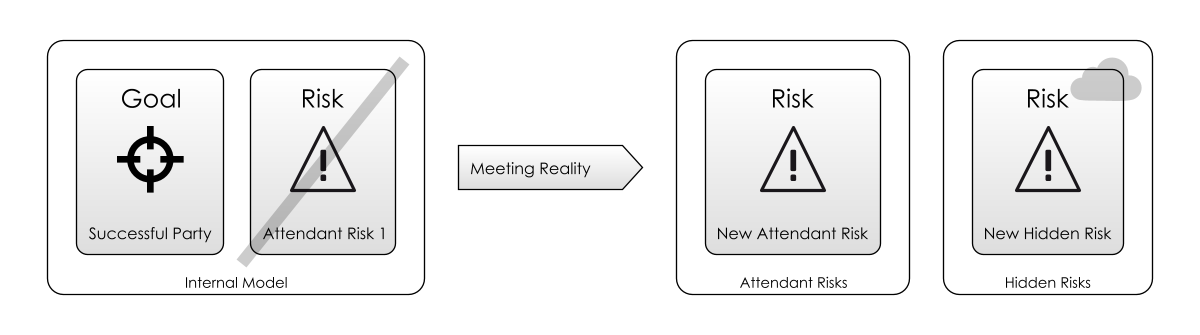 Goal
Successful Party
Risk
Attendant Risk 1
Internal Model
Meeting Reality
Risk
New Attendant Risk
Attendant Risks
Risk
New Hidden Risk
Hidden Risks